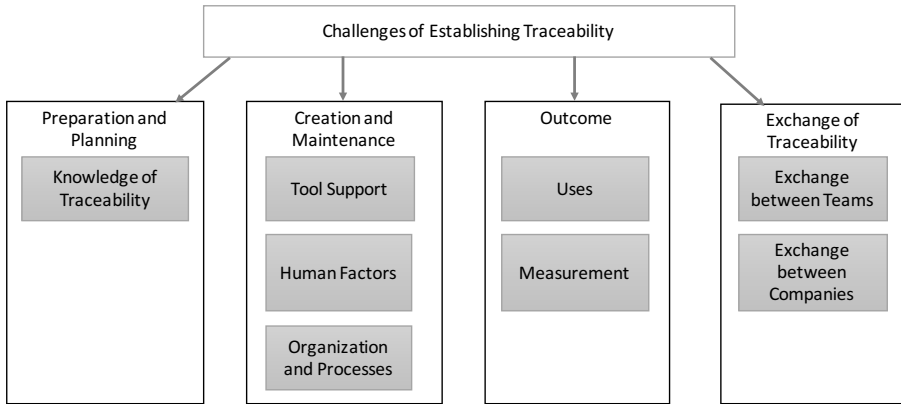 Challenges of Establishing Traceability
Preparation and
Planning
Knowledge of
Traceability
Creation and
Maintenance
Tool Support
Human Factors
Organization
and Processes
Outcome
Uses
Measurement
Exchange of
Traceability
Exchange
between Teams
Exchange
between
Companies